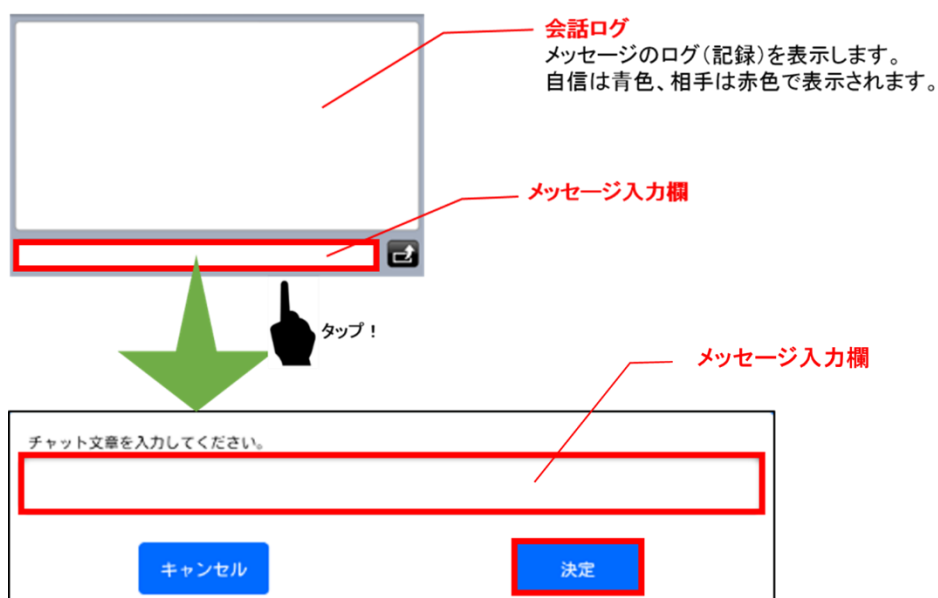 会話ログ
メッセージのログ（記録）を表示します。
自信は青色、相手は赤色で表示されます。
メッセージ入力欄
タップ！
メッセージ入力欄
チャット文章を入力してください。
キャンセル
決定